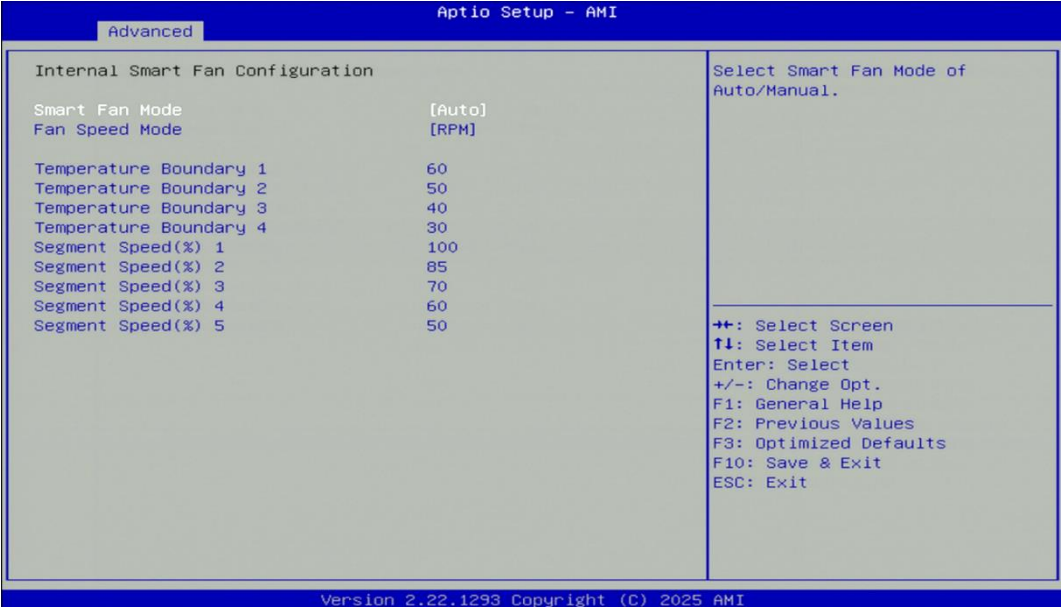 Aptio Setup – AMI
Advanced
Internal Smart Fan Configuration
Smart Fan Mode [Auto]
Fan Speed Mode [RPM]
Temperature Boundary 1 60
Temperature Boundary 2 50
Temperature Boundary 3 40
Temperature Boundary 4 30
Segment Speed(%) 1 100
Segment Speed(%) 2 85
Segment Speed(%) 3 70
Segment Speed(%) 4 60
Segment Speed(%) 5 50
Select Smart Fan Mode of
Auto/Manual.
→←: Select Screen
↑↓: Select Item
Enter: Select
+/-: Change Opt.
F1: General Help
F2: Previous Values
F3: Optimized Defaults
F10: Save & Exit
ESC: Exit
Version 2.22.1293 Copyright (C) 2025 AMI